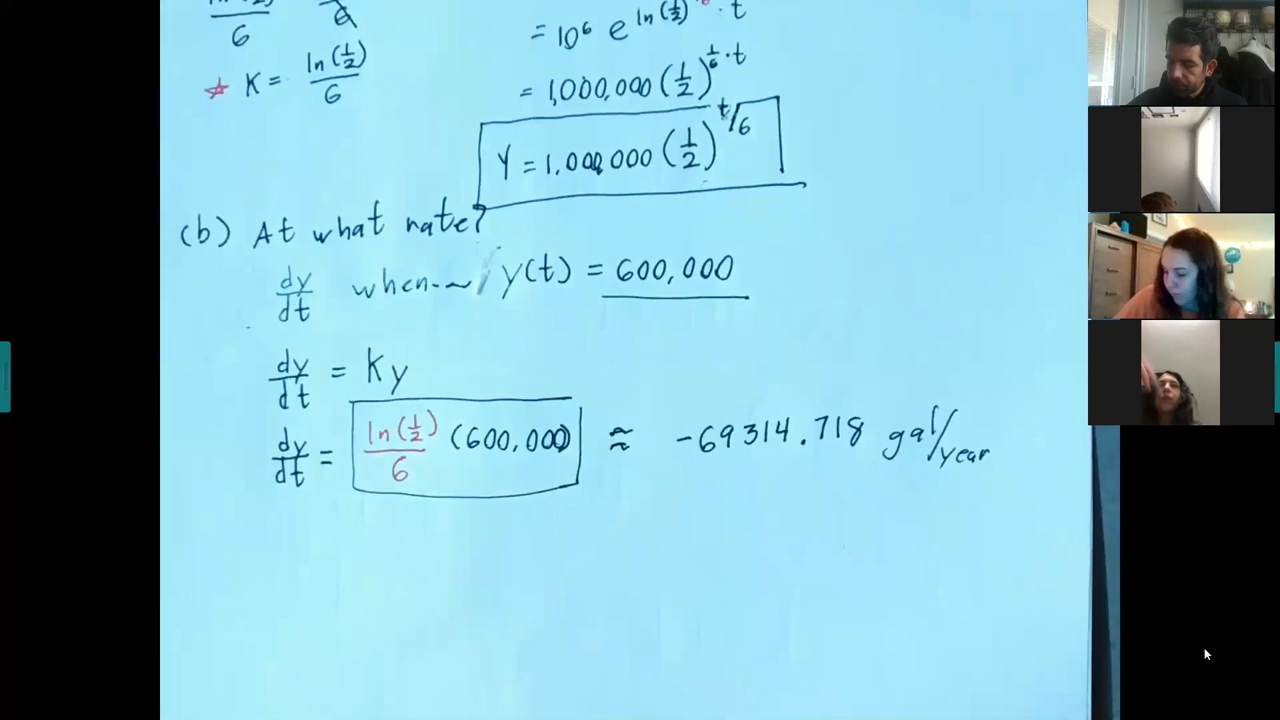 6
= 10⁶ e^(ln(1/2)) · t
★ K = ln(1/2)/6
= 1,000,000 (1/2)^(1/6 · t)
Y = 1,000,000 (1/2)^(t/6)
(b) At what rate?
dy/dt when~ y(t) = 600,000
dy/dt = Ky
dy/dt = ln(1/2)/6 (600,000) ≈ -69314.718 gal/year